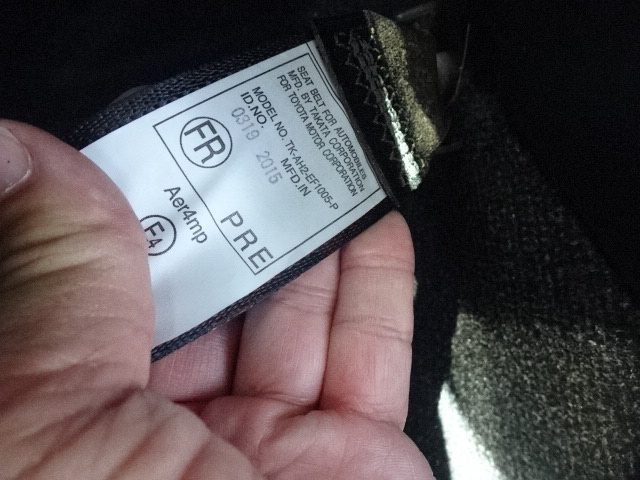 SEAT BELT FOR AUTOMOBILES
MFD. BY TAKATA CORPORATION
FOR TOYOTA MOTOR CORPORATION
MODEL NO. TK-AH2-EF1005-P
ID.NO. MFD.IN
0319 2015
FR PRE
Aer4mp
F4